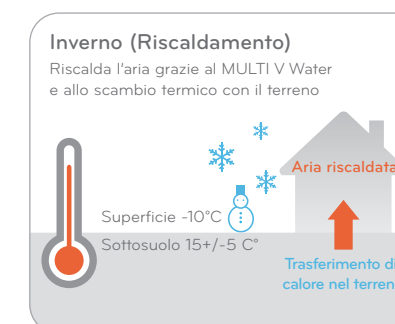 Inverno (Riscaldamento)
Riscalda l'aria grazie al MULTI V Water
e allo scambio termico con il terreno
Aria riscaldata
Superficie -10°C
Sottosuolo 15+/-5 C°
Trasferimento di
calore nel terren